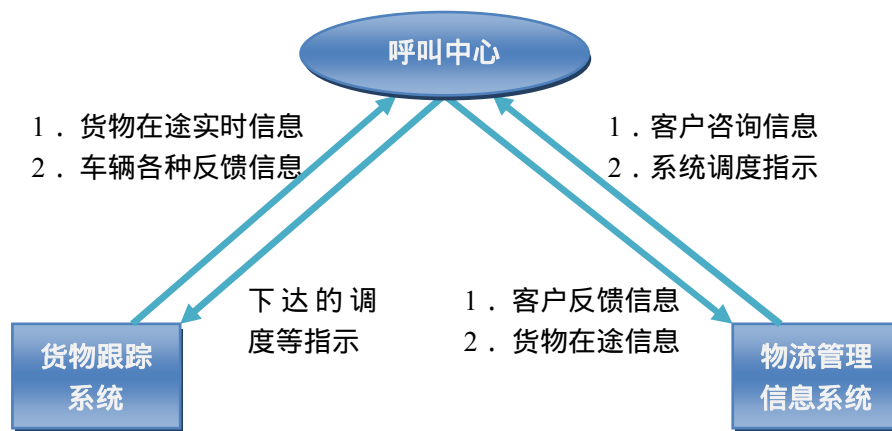 呼叫中心
1．货物在途实时信息
2．车辆各种反馈信息
1．客户咨询信息
2．系统调度指示
下达的调
度等指示
1．客户反馈信息
2．货物在途信息
货物跟踪
系统
物流管理
信息系统